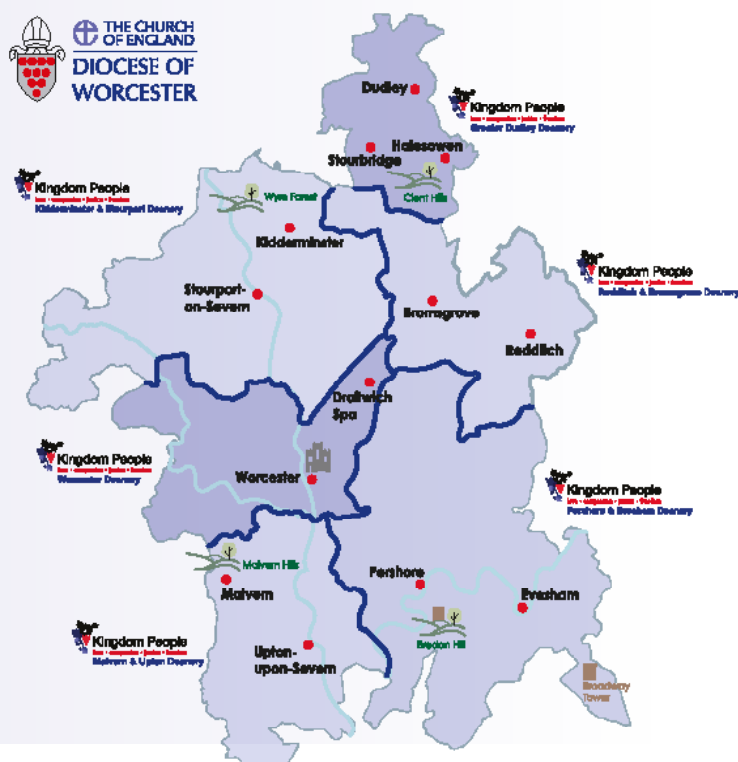 THE CHURCH
OF ENGLAND
DIOCESE OF
WORCESTER
Dudley
Kingdom People
Greater Dudley Deanery
Stourbridge
Halesowen
Clent Hills
Kingdom People
Kidderminster & Stourport Deanery
Wyre Forest
Kidderminster
Kingdom People
Redditch & Bromsgrove Deanery
Stourport-
on-Severn
Bromsgrove
Redditch
Droitwich
Spa
Kingdom People
Worcester Deanery
Worcester
Kingdom People
Pershore & Evesham Deanery
Malvern Hills
Malvern
Pershore
Evesham
Bredon Hill
Kingdom People
Malvern & Upton Deanery
Upton-
upon-Severn
Broadway
Tower